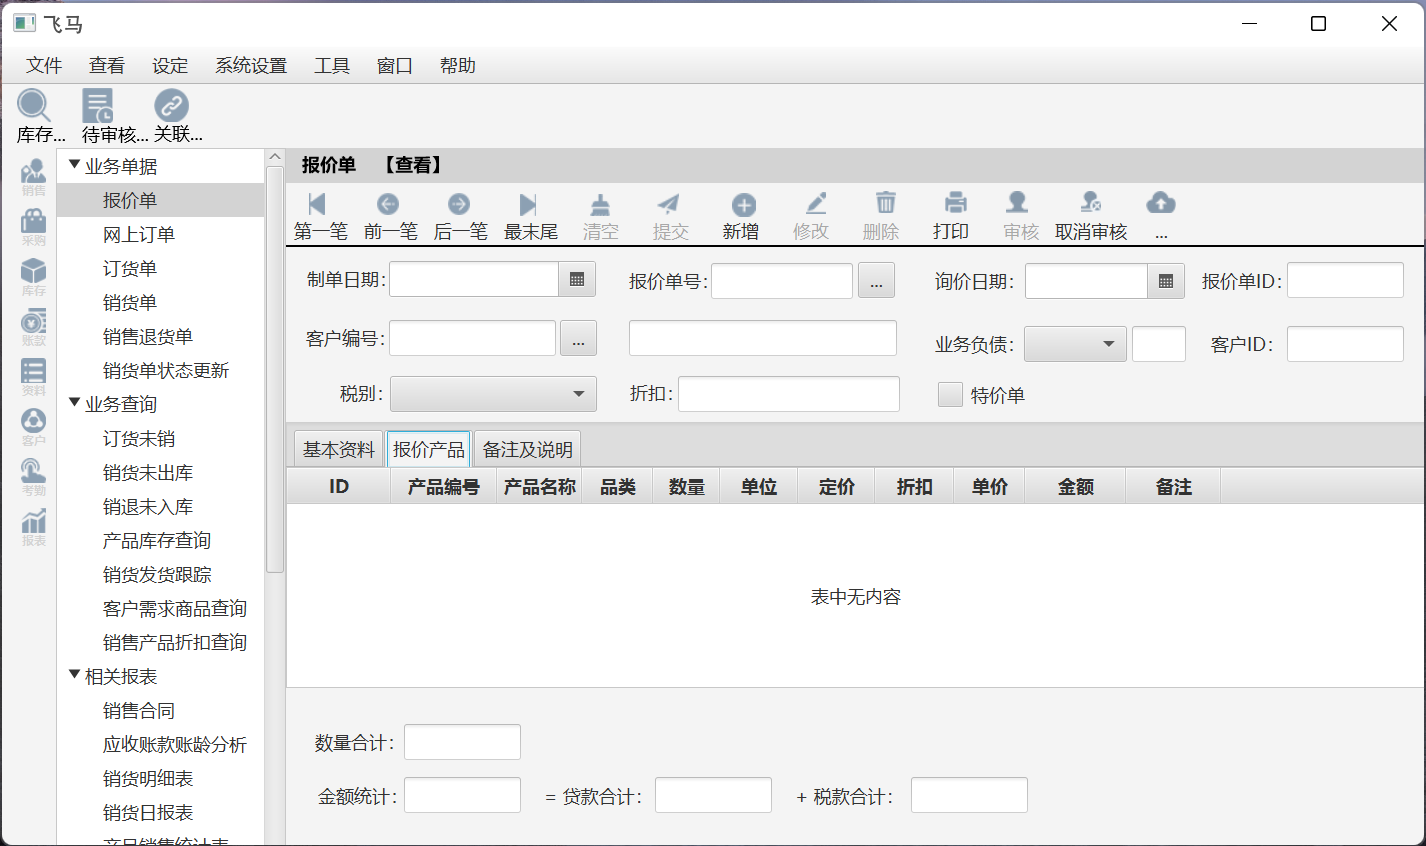 飞马
文件 查看 设定 系统设置 工具 窗口 帮助
库存... 待审核... 关联...
销售
采购
库存
账款
资料
客户
考勤
报表
业务单据
报价单
网上订单
订货单
销货单
销售退货单
销货单状态更新
业务查询
订货未销
销货未出库
销退未入库
产品库存查询
销货发货跟踪
客户需求商品查询
销售产品折扣查询
相关报表
销售合同
应收账款账龄分析
销货明细表
销货日报表
产品销售统计表
报价单 【查看】
第一笔 前一笔 后一笔 最末尾 清空 提交 新增 修改 删除 打印 审核 取消审核 ...
制单日期: 报价单号: ... 询价日期: 报价单ID:
客户编号: ... 业务负债: 客户ID:
税别: 折扣: 特价单
基本资料 报价产品 备注及说明
ID 产品编号 产品名称 品类 数量 单位 定价 折扣 单价 金额 备注
表中无内容
数量合计:
金额统计: = 贷款合计: + 税款合计: